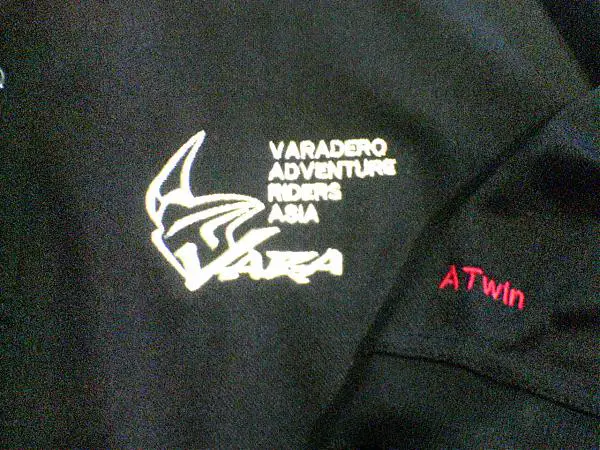 VARADERO
ADVENTURE
RIDERS
ASIA
VARA
ATwin